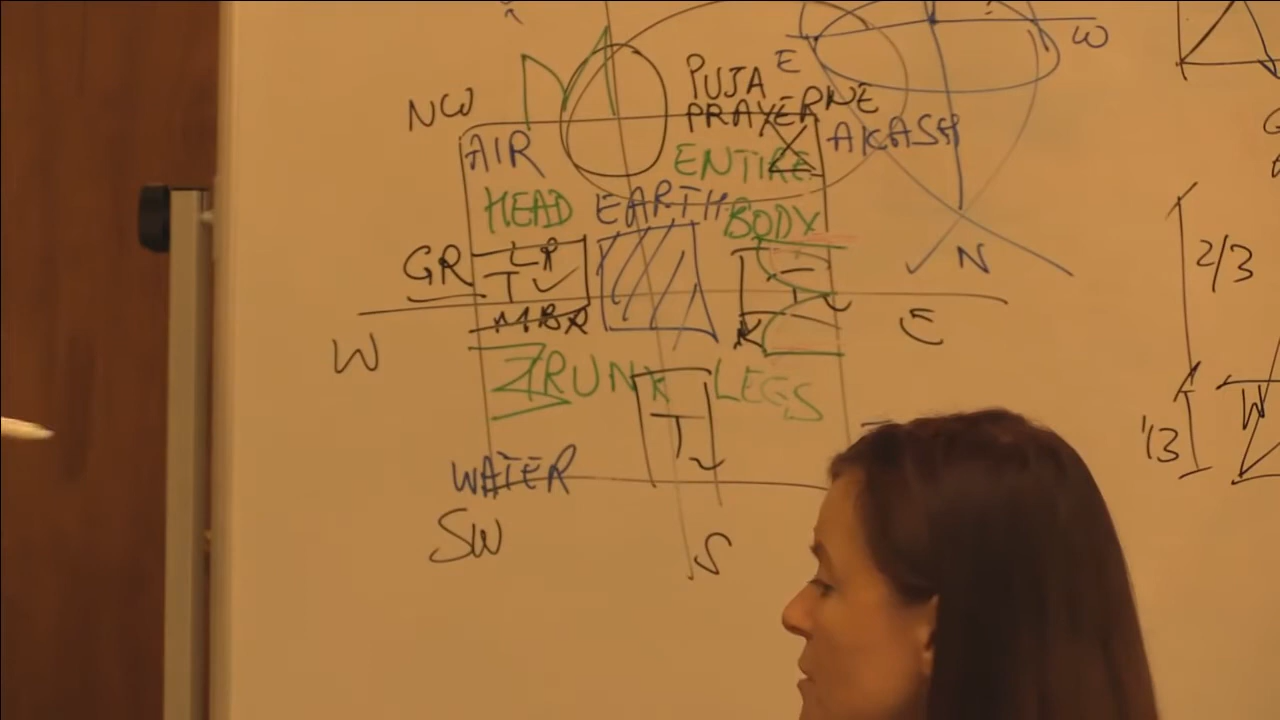 W
E
PUJA
NW
PRAYER NE
AIR
AKASH
ENTIRE
HEAD
EARTH
BODY
GR
LR
T
N
2/3
MBR
K
E
W
TRUNK
LEGS
T
1/3
W
WATER
SW
S